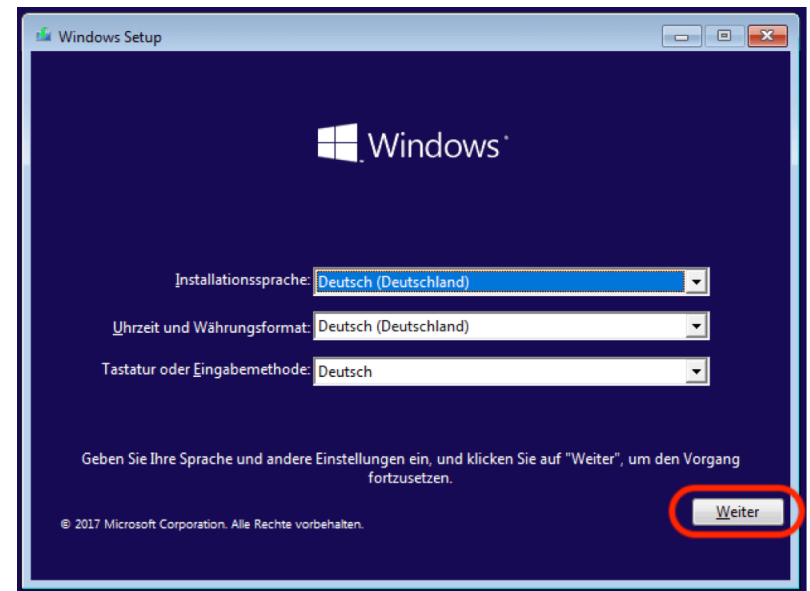 Windows Setup
Windows
Installationssprache: Deutsch (Deutschland)
Uhrzeit und Währungsformat: Deutsch (Deutschland)
Tastatur oder Eingabemethode: Deutsch
Geben Sie Ihre Sprache und andere Einstellungen ein, und klicken Sie auf "Weiter", um den Vorgang
fortzusetzen.
Weiter
© 2017 Microsoft Corporation. Alle Rechte vorbehalten.